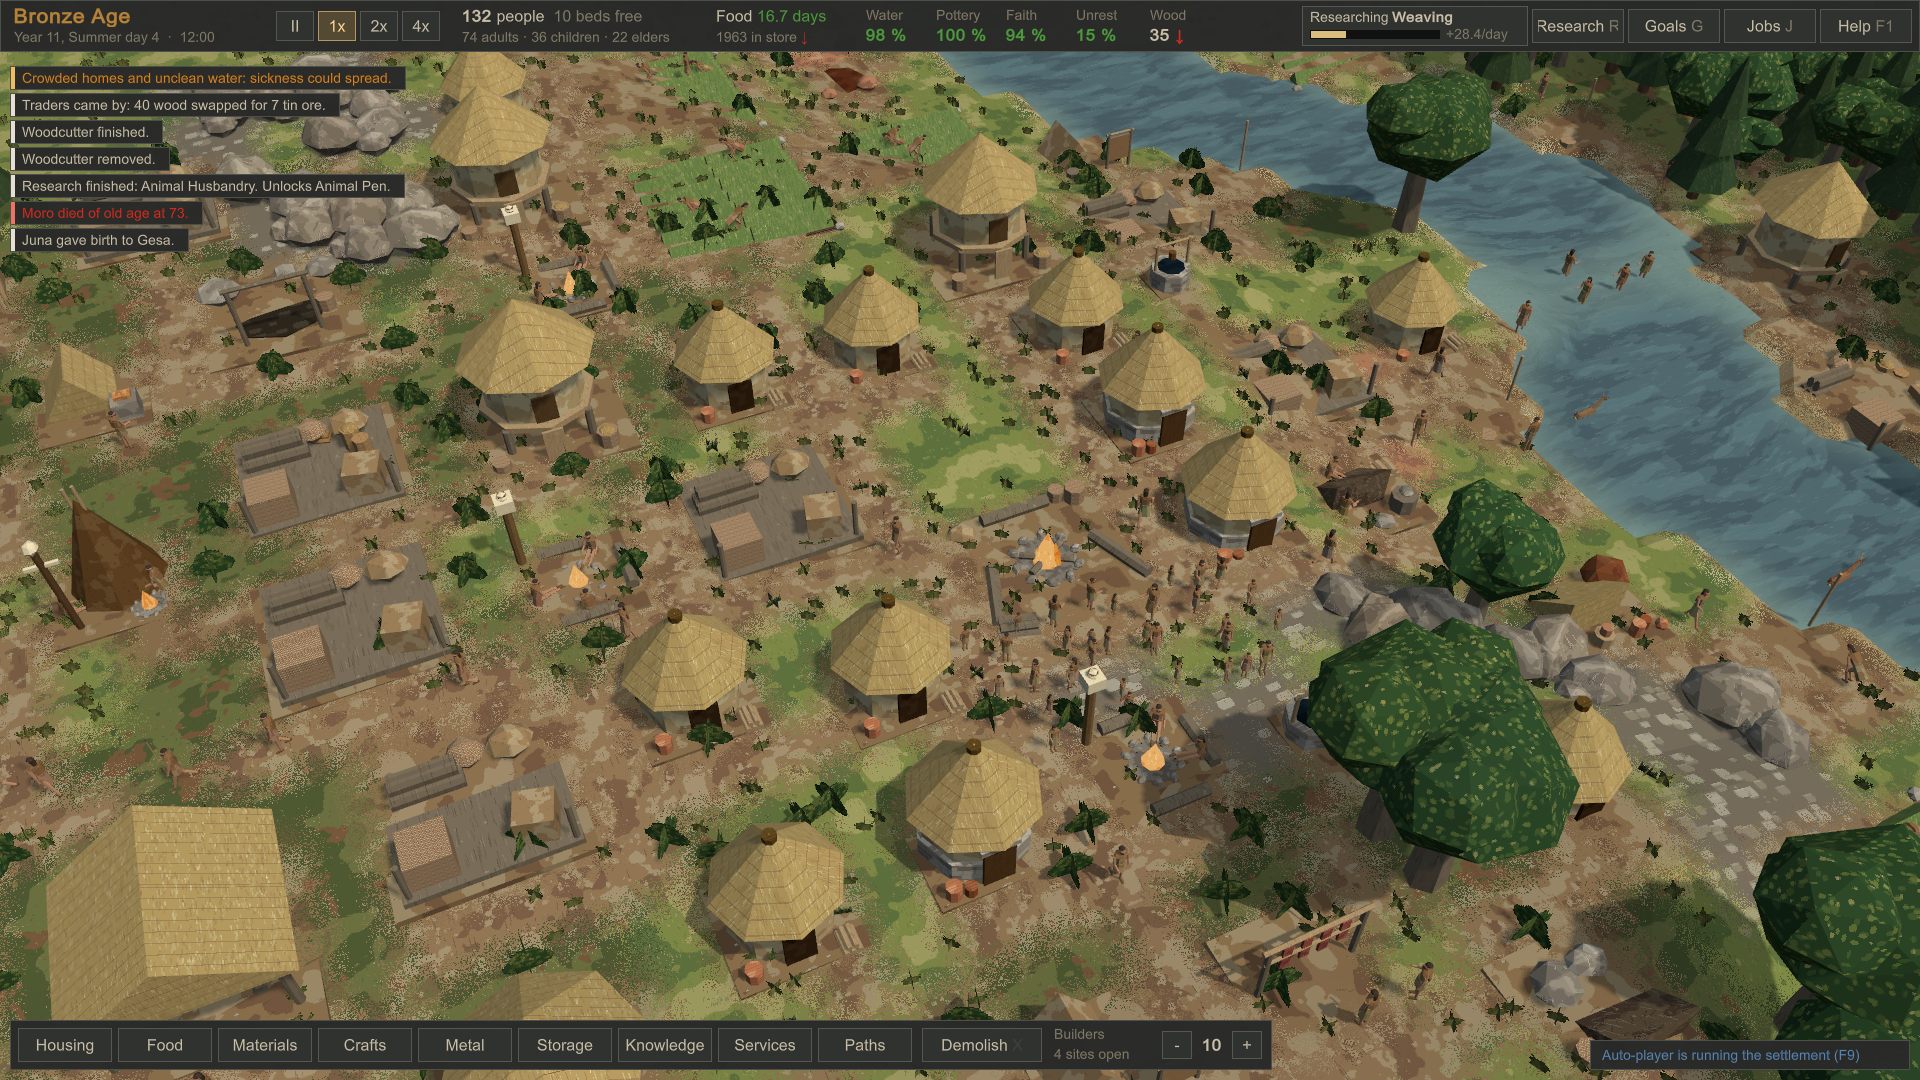 Bronze Age
Year 11, Summer day 4 · 12:00
II
1x
2x
4x
132 people 10 beds free
74 adults · 36 children · 22 elders
Food 16.7 days
1963 in store ↓
Water
98 %
Pottery
100 %
Faith
94 %
Unrest
15 %
Wood
35 ↓
Researching Weaving
+28.4/day
Research R
Goals G
Jobs J
Help F1
Crowded homes and unclean water: sickness could spread.
Traders came by: 40 wood swapped for 7 tin ore.
Woodcutter finished.
Woodcutter removed.
Research finished: Animal Husbandry. Unlocks Animal Pen.
Moro died of old age at 73.
Juna gave birth to Gesa.
Housing
Food
Materials
Crafts
Metal
Storage
Knowledge
Services
Paths
Demolish X
Builders
4 sites open
-
10
+
Auto-player is running the settlement (F9)